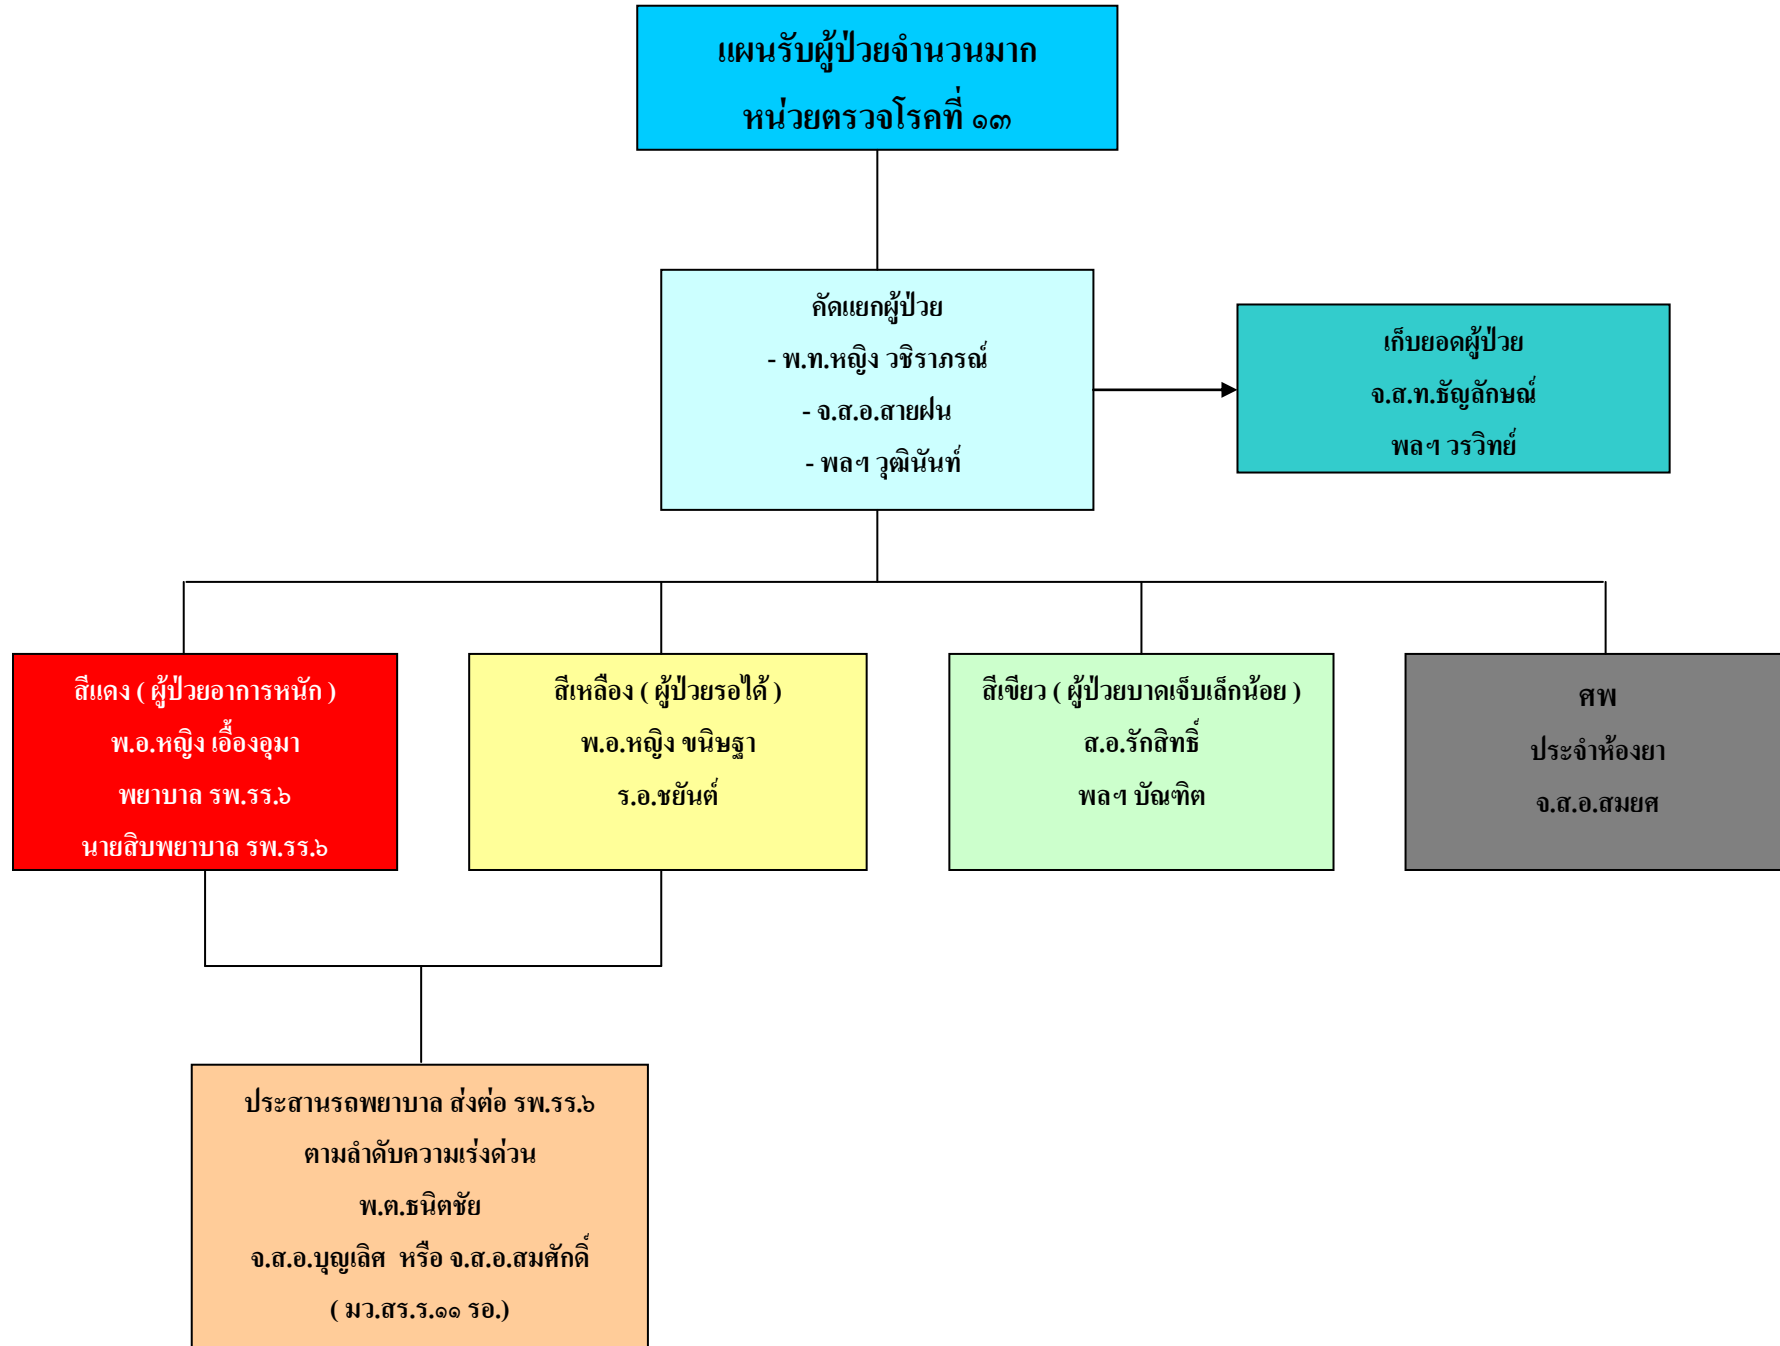 แผนรับผู้ป่วยจำนวนมาก
หน่วยตรวจโรคที่ ๑๓
คัดแยกผู้ป่วย
- พ.ท.หญิง วชิราภรณ์
- จ.ส.อ.สายฝน
- พลฯ วุฒินันท์
เก็บยอดผู้ป่วย
จ.ส.ท.ธัญลักษณ์
พลฯ วรวิทย์
สีแดง ( ผู้ป่วยอาการหนัก )
พ.อ.หญิง เอื้องอุมา
พยาบาล รพ.รร.๖
นายสิบพยาบาล รพ.รร.๖
สีเหลือง ( ผู้ป่วยรอได้ )
พ.อ.หญิง ขนิษฐา
ร.อ.ชยันต์
สีเขียว ( ผู้ป่วยบาดเจ็บเล็กน้อย )
ส.อ.รักสิทธิ์
พลฯ บัณฑิต
ศพ
ประจำห้องยา
จ.ส.อ.สมยศ
ประสานรถพยาบาล ส่งต่อ รพ.รร.๖
ตามลำดับความเร่งด่วน
พ.ต.ธนิตชัย
จ.ส.อ.บุญเลิศ หรือ จ.ส.อ.สมศักดิ์
( มว.สร.ร.๑๑ รอ.)